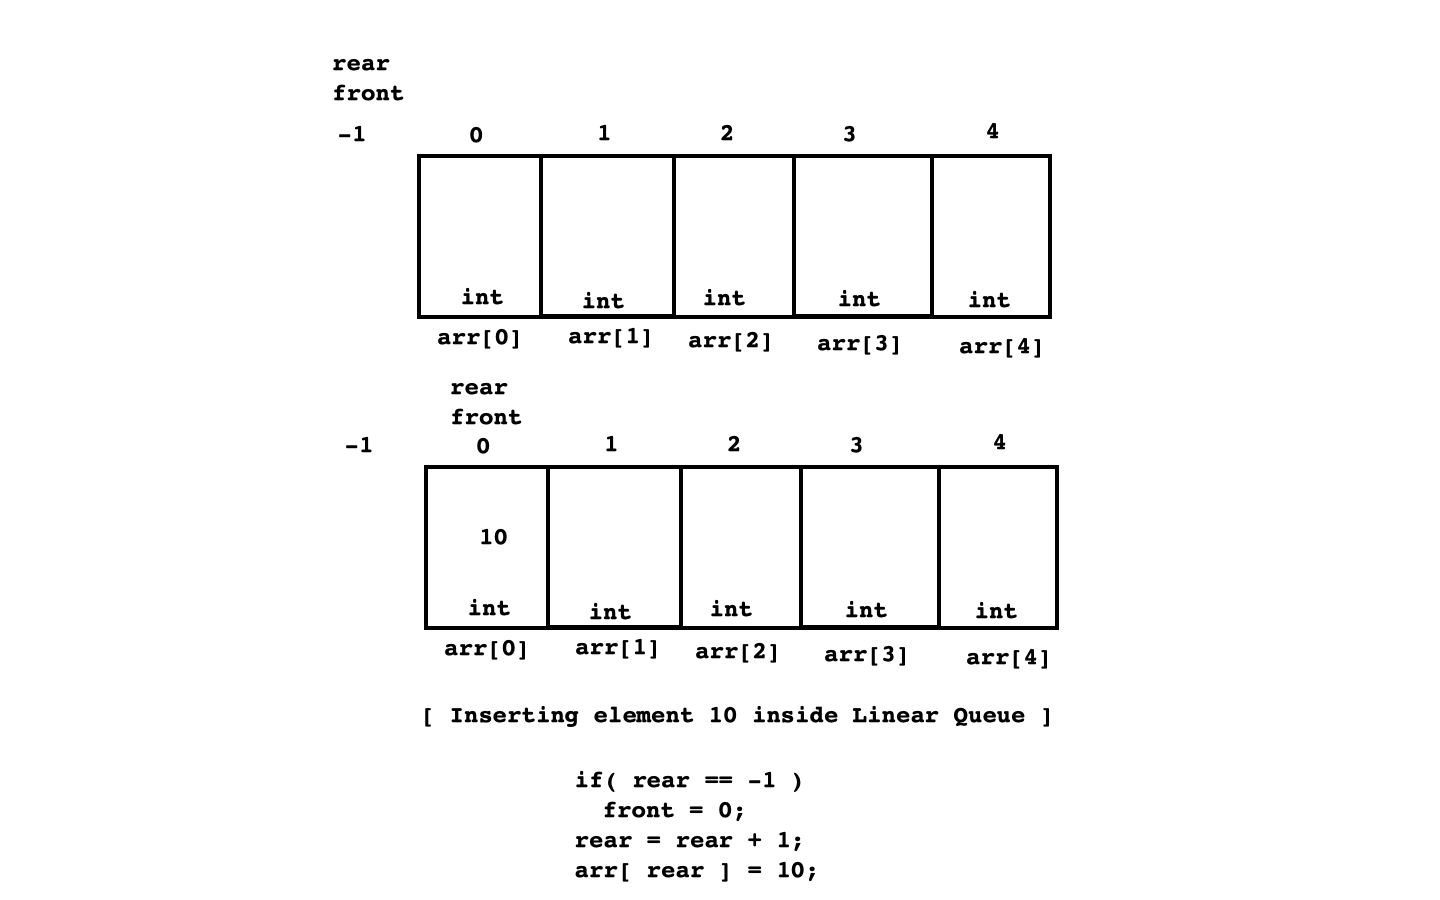 rear
front
-1 0 1 2 3 4
int int int int int
arr[0] arr[1] arr[2] arr[3] arr[4]
rear
front
-1 0 1 2 3 4
10
int int int int int
arr[0] arr[1] arr[2] arr[3] arr[4]
[ Inserting element 10 inside Linear Queue ]
if( rear == -1 )
front = 0;
rear = rear + 1;
arr[ rear ] = 10;